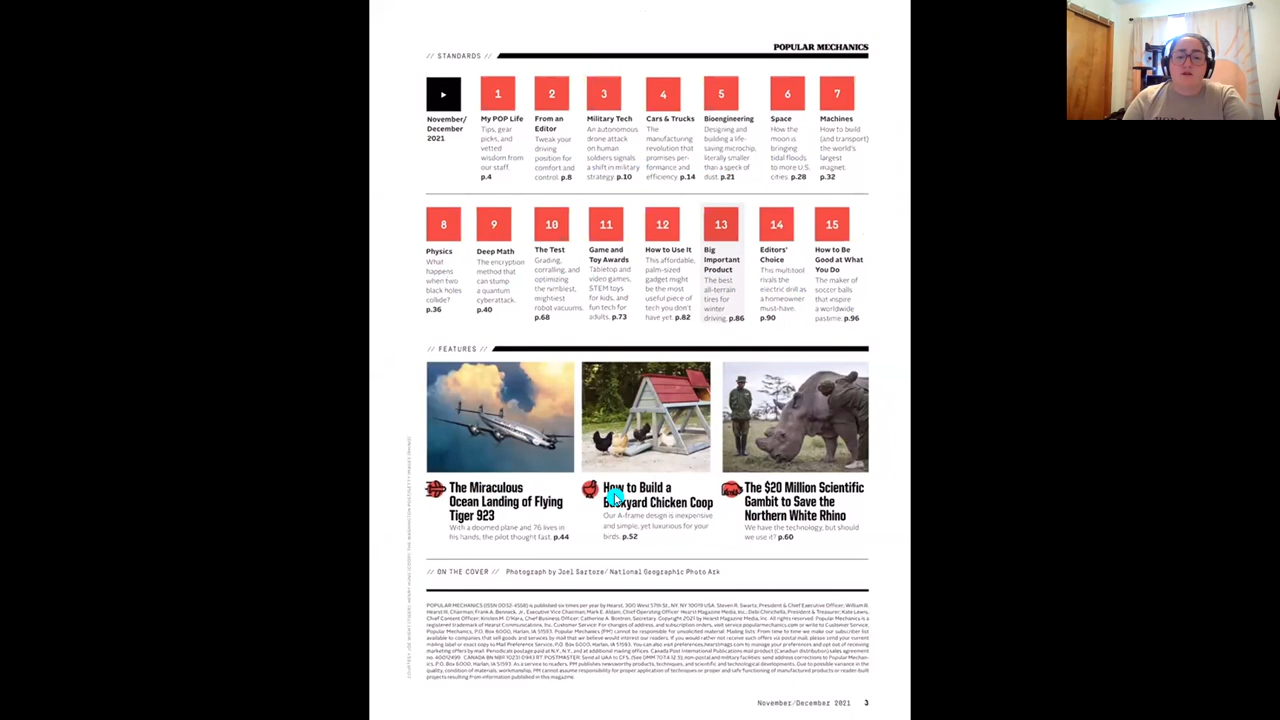 POPULAR MECHANICS
// STANDARDS //
November/
December
2021
1
My POP Life
Tips, gear
picks, and
vetted
wisdom from
our staff.
p.4
2
From an
Editor
Tweak your
driving
position for
comfort and
control. p.8
3
Military Tech
An autonomous
drone attack
on human
soldiers signals
a shift in military
strategy. p.10
4
Cars & Trucks
The
manufacturing
revolution that
promises per-
formance and
efficiency. p.14
5
Bioengineering
Designing and
building a life-
saving microchip,
literally smaller
than a speck of
dust. p.21
6
Space
How the
moon is
bringing
tidal floods
to more U.S.
cities. p.28
7
Machines
How to build
(and transport)
the world's
largest
magnet.
p.32
8
Physics
What
happens
when two
black holes
collide?
p.36
9
Deep Math
The encryption
method that
can stump
a quantum
cyberattack.
p.40
10
The Test
Grading,
corralling, and
optimizing
the nimblest,
mightiest
robot vacuums.
p.68
11
Game and
Toy Awards
Tabletop and
video games,
STEM toys
for kids, and
fun tech for
adults. p.73
12
How to Use It
This affordable,
palm-sized
gadget might
be the most
useful piece of
tech you don't
have yet. p.82
13
Big
Important
Product
The best
all-terrain
tires for
winter
driving. p.86
14
Editors'
Choice
This multitool
rivals the
electric drill as
a homeowner
must-have.
p.90
15
How to Be
Good at What
You Do
The maker of
soccer balls
that inspire
a worldwide
pastime. p.96
// FEATURES //
The Miraculous
Ocean Landing of Flying
Tiger 923
With a doomed plane and 76 lives in
his hands, the pilot thought fast. p.44
How to Build a
Backyard Chicken Coop
Our A-frame design is inexpensive
and simple, yet luxurious for your
birds. p.52
The $20 Million Scientific
Gambit to Save the
Northern White Rhino
We have the technology, but should
we use it? p.60
// ON THE COVER // Photograph by Joel Sartore/ National Geographic Photo Ark
November/December 2021 3